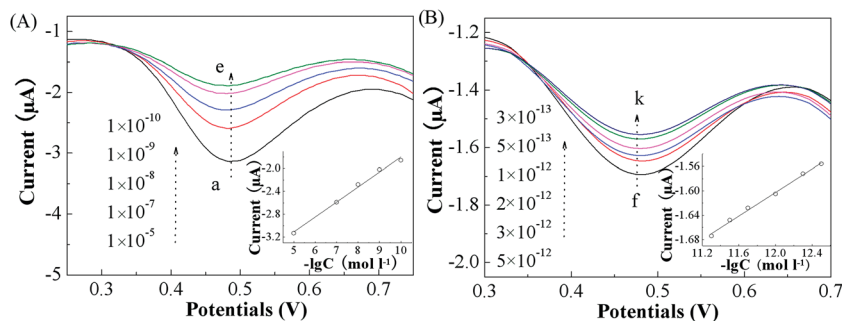 (A)
-1
-2
-3
-4
-5
Current (μA)
e
a
1×10⁻¹⁰
1×10⁻⁹
1×10⁻⁸
1×10⁻⁷
1×10⁻⁵
0.3 0.4 0.5 0.6 0.7
Potentials (V)
Current (μA)
-2.0
-2.4
-2.8
-3.2
5 6 7 8 9 10
-lgC (mol l⁻¹)
(B)
-1.2
-1.4
-1.6
-1.8
-2.0
Current (μA)
k
f
3×10⁻¹³
5×10⁻¹³
1×10⁻¹²
2×10⁻¹²
3×10⁻¹²
5×10⁻¹²
0.3 0.4 0.5 0.6 0.7
Potentials (V)
Current (μA)
-1.56
-1.60
-1.64
-1.68
11.2 11.6 12.0 12.4
-lgC (mol l⁻¹)